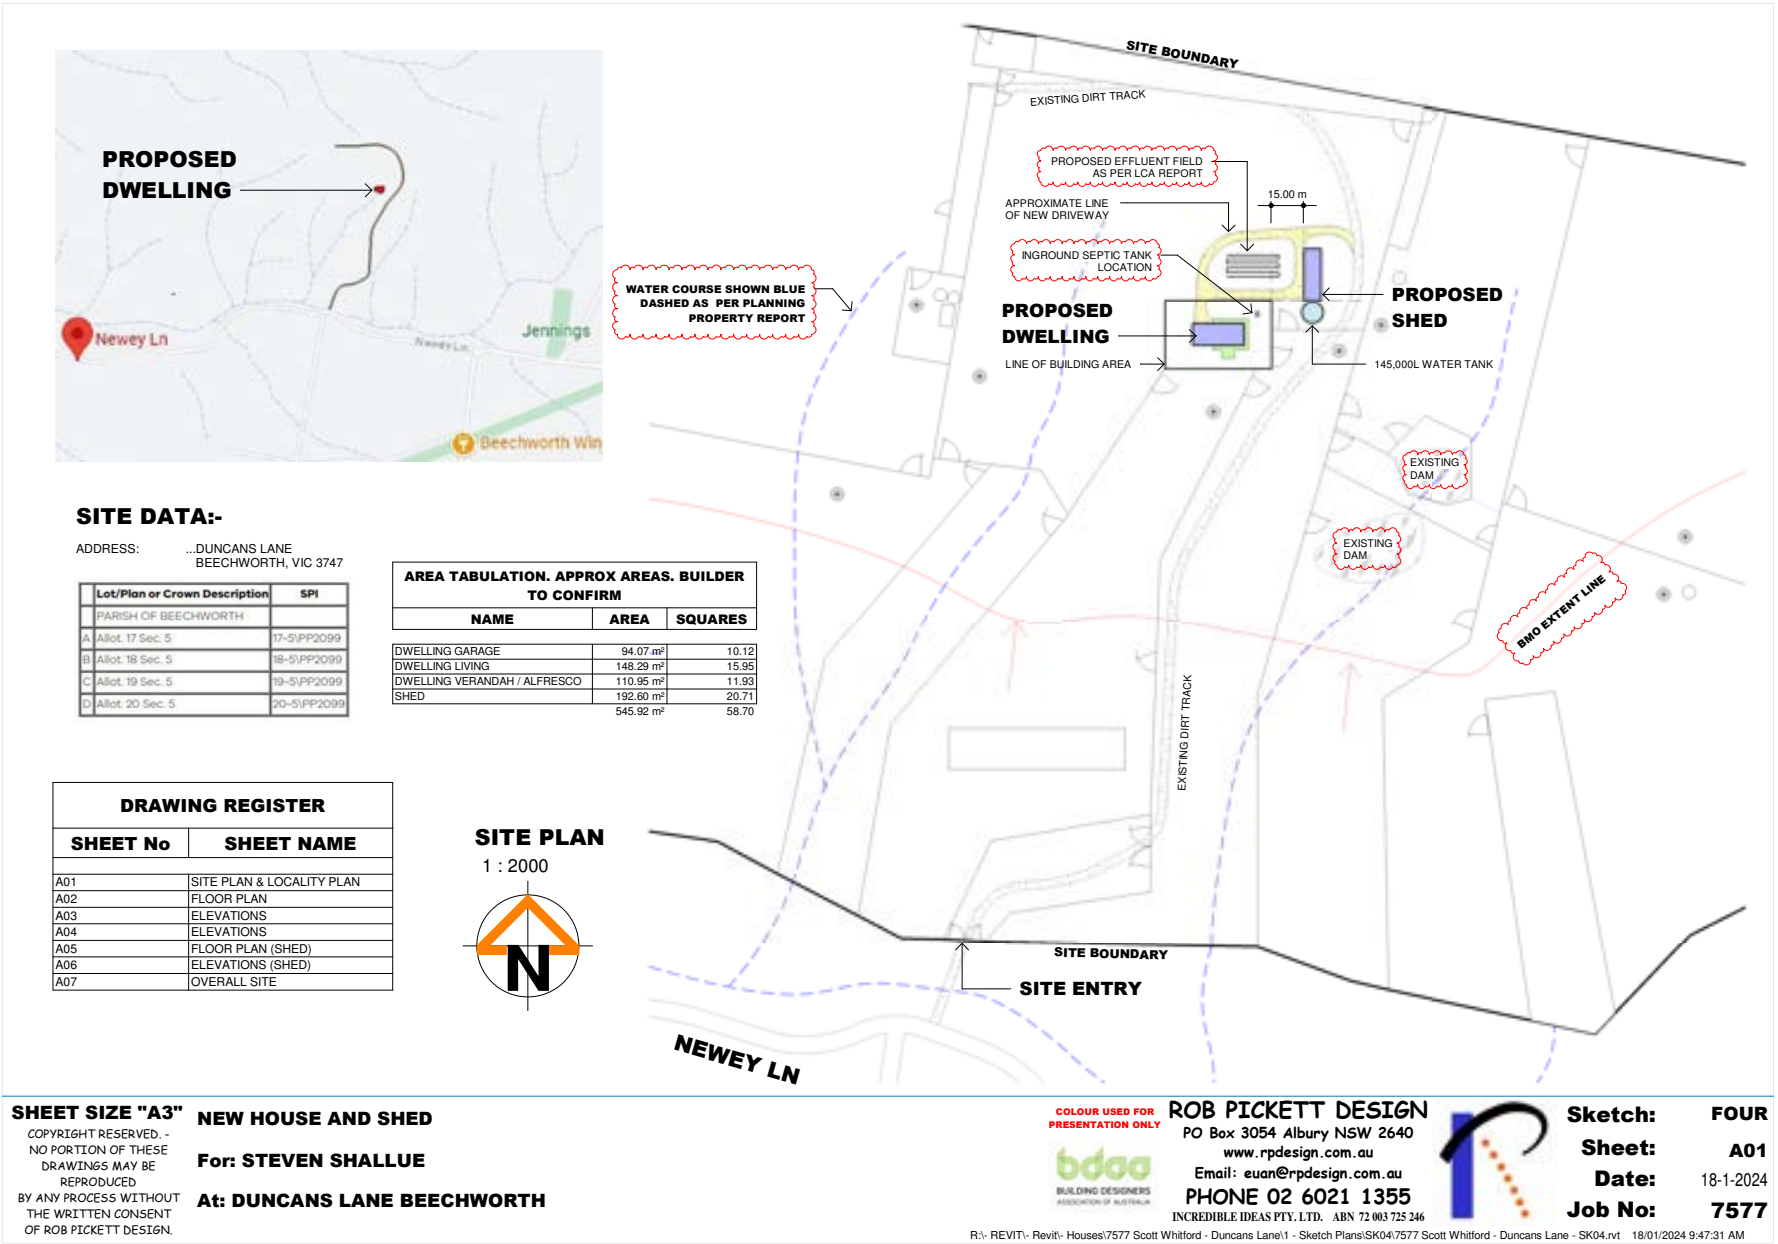 PROPOSED
DWELLING
Newey Ln
Newey Ln
Jennings
Beechworth Win
SITE DATA:-
ADDRESS: ...DUNCANS LANE
BEECHWORTH, VIC 3747
Lot/Plan or Crown Description SPI
PARISH OF BEECHWORTH
A Allot. 17 Sec. 5 17~5\PP2099
B Allot. 18 Sec. 5 18~5\PP2099
C Allot. 19 Sec. 5 19~5\PP2099
D Allot. 20 Sec. 5 20~5\PP2099
AREA TABULATION. APPROX AREAS. BUILDER
TO CONFIRM
NAME AREA SQUARES
DWELLING GARAGE 94.07 m² 10.12
DWELLING LIVING 148.29 m² 15.95
DWELLING VERANDAH / ALFRESCO 110.95 m² 11.93
SHED 192.60 m² 20.71
545.92 m² 58.70
DRAWING REGISTER
SHEET No SHEET NAME
A01 SITE PLAN & LOCALITY PLAN
A02 FLOOR PLAN
A03 ELEVATIONS
A04 ELEVATIONS
A05 FLOOR PLAN (SHED)
A06 ELEVATIONS (SHED)
A07 OVERALL SITE
SITE PLAN
1 : 2000
N
SITE BOUNDARY
EXISTING DIRT TRACK
PROPOSED EFFLUENT FIELD
AS PER LCA REPORT
15.00 m
APPROXIMATE LINE
OF NEW DRIVEWAY
INGROUND SEPTIC TANK
LOCATION
WATER COURSE SHOWN BLUE
DASHED AS PER PLANNING
PROPERTY REPORT
PROPOSED
DWELLING
PROPOSED
SHED
LINE OF BUILDING AREA
145,000L WATER TANK
EXISTING
DAM
EXISTING
DAM
BMO EXTENT LINE
EXISTING DIRT TRACK
SITE BOUNDARY
SITE ENTRY
NEWEY LN
SHEET SIZE "A3"
COPYRIGHT RESERVED. -
NO PORTION OF THESE
DRAWINGS MAY BE
REPRODUCED
BY ANY PROCESS WITHOUT
THE WRITTEN CONSENT
OF ROB PICKETT DESIGN.
NEW HOUSE AND SHED
For: STEVEN SHALLUE
At: DUNCANS LANE BEECHWORTH
COLOUR USED FOR
PRESENTATION ONLY
bdaa
BUILDING DESIGNERS
ASSOCIATION OF AUSTRALIA
ROB PICKETT DESIGN
PO Box 3054 Albury NSW 2640
www.rpdesign.com.au
Email: euan@rpdesign.com.au
PHONE 02 6021 1355
INCREDIBLE IDEAS PTY. LTD. ABN 72 003 725 246
Sketch: FOUR
Sheet: A01
Date: 18-1-2024
Job No: 7577
R:\- REVIT\- Revit\- Houses\7577 Scott Whitford - Duncans Lane\1 - Sketch Plans\SK04\7577 Scott Whitford - Duncans Lane - SK04.rvt 18/01/2024 9:47:31 AM